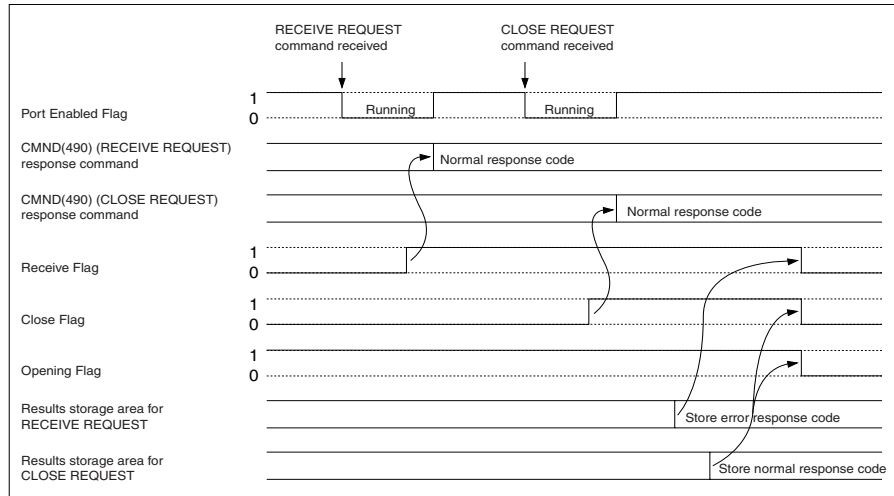 RECEIVE REQUEST
command received
CLOSE REQUEST
command received
Port Enabled Flag
1
0
Running
Running
CMND(490) (RECEIVE REQUEST)
response command
Normal response code
CMND(490) (CLOSE REQUEST)
response command
Normal response code
Receive Flag
1
0
Close Flag
1
0
Opening Flag
1
0
Results storage area for
RECEIVE REQUEST
Store error response code
Results storage area for
CLOSE REQUEST
Store normal response code